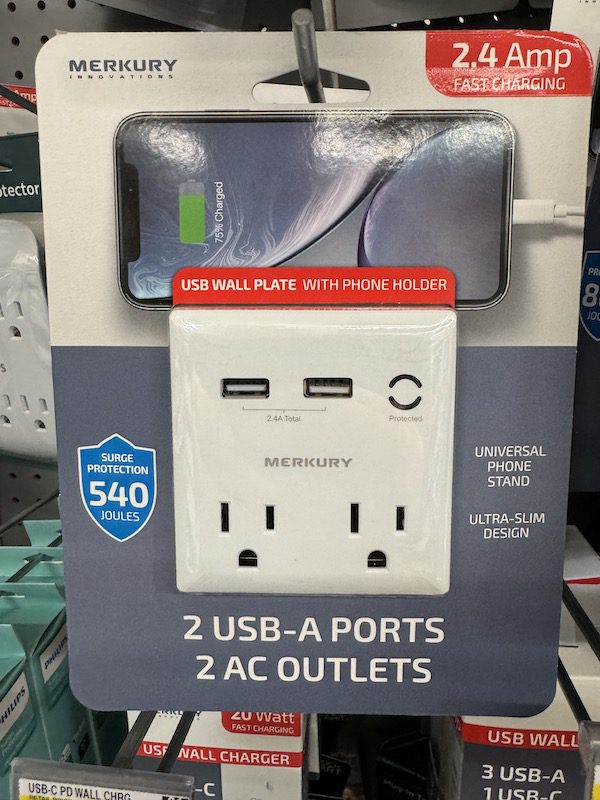 MERKURY
INNOVATIONS
2.4 Amp
FAST CHARGING
75% Charged
USB WALL PLATE WITH PHONE HOLDER
2.4A Total
Protected
MERKURY
SURGE
PROTECTION
540
JOULES
UNIVERSAL
PHONE
STAND
ULTRA-SLIM
DESIGN
2 USB-A PORTS
2 AC OUTLETS
PHILIPS
20 Watt
FAST CHARGING
WALL CHARGER
-C
USB-C PD WALL CHRG
USB WALL
3 USB-A
1 USB-C